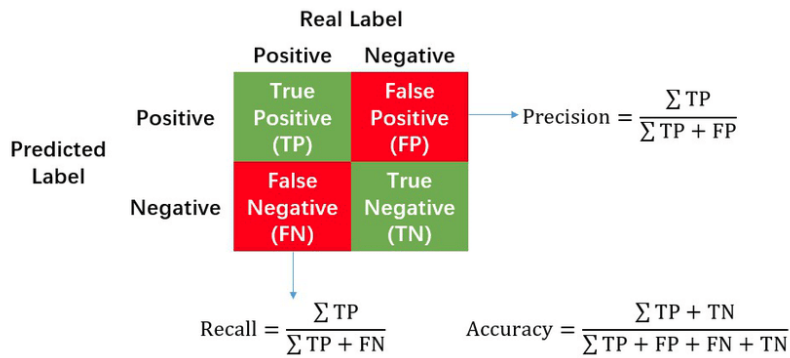 Real Label
Positive Negative
True Positive (TP)
False Positive (FP)
Positive
Precision = ∑ TP / ∑ TP + FP
Predicted Label
False Negative (FN)
True Negative (TN)
Negative
Recall = ∑ TP / ∑ TP + FN
Accuracy = ∑ TP + TN / ∑ TP + FP + FN + TN